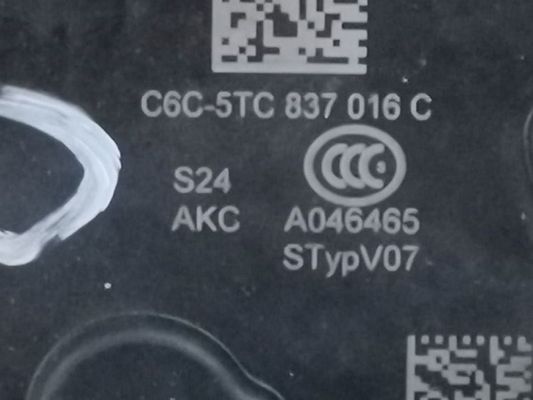 C6C-5TC 837 016 C
CCC
S24
AKC A046465
STypV07